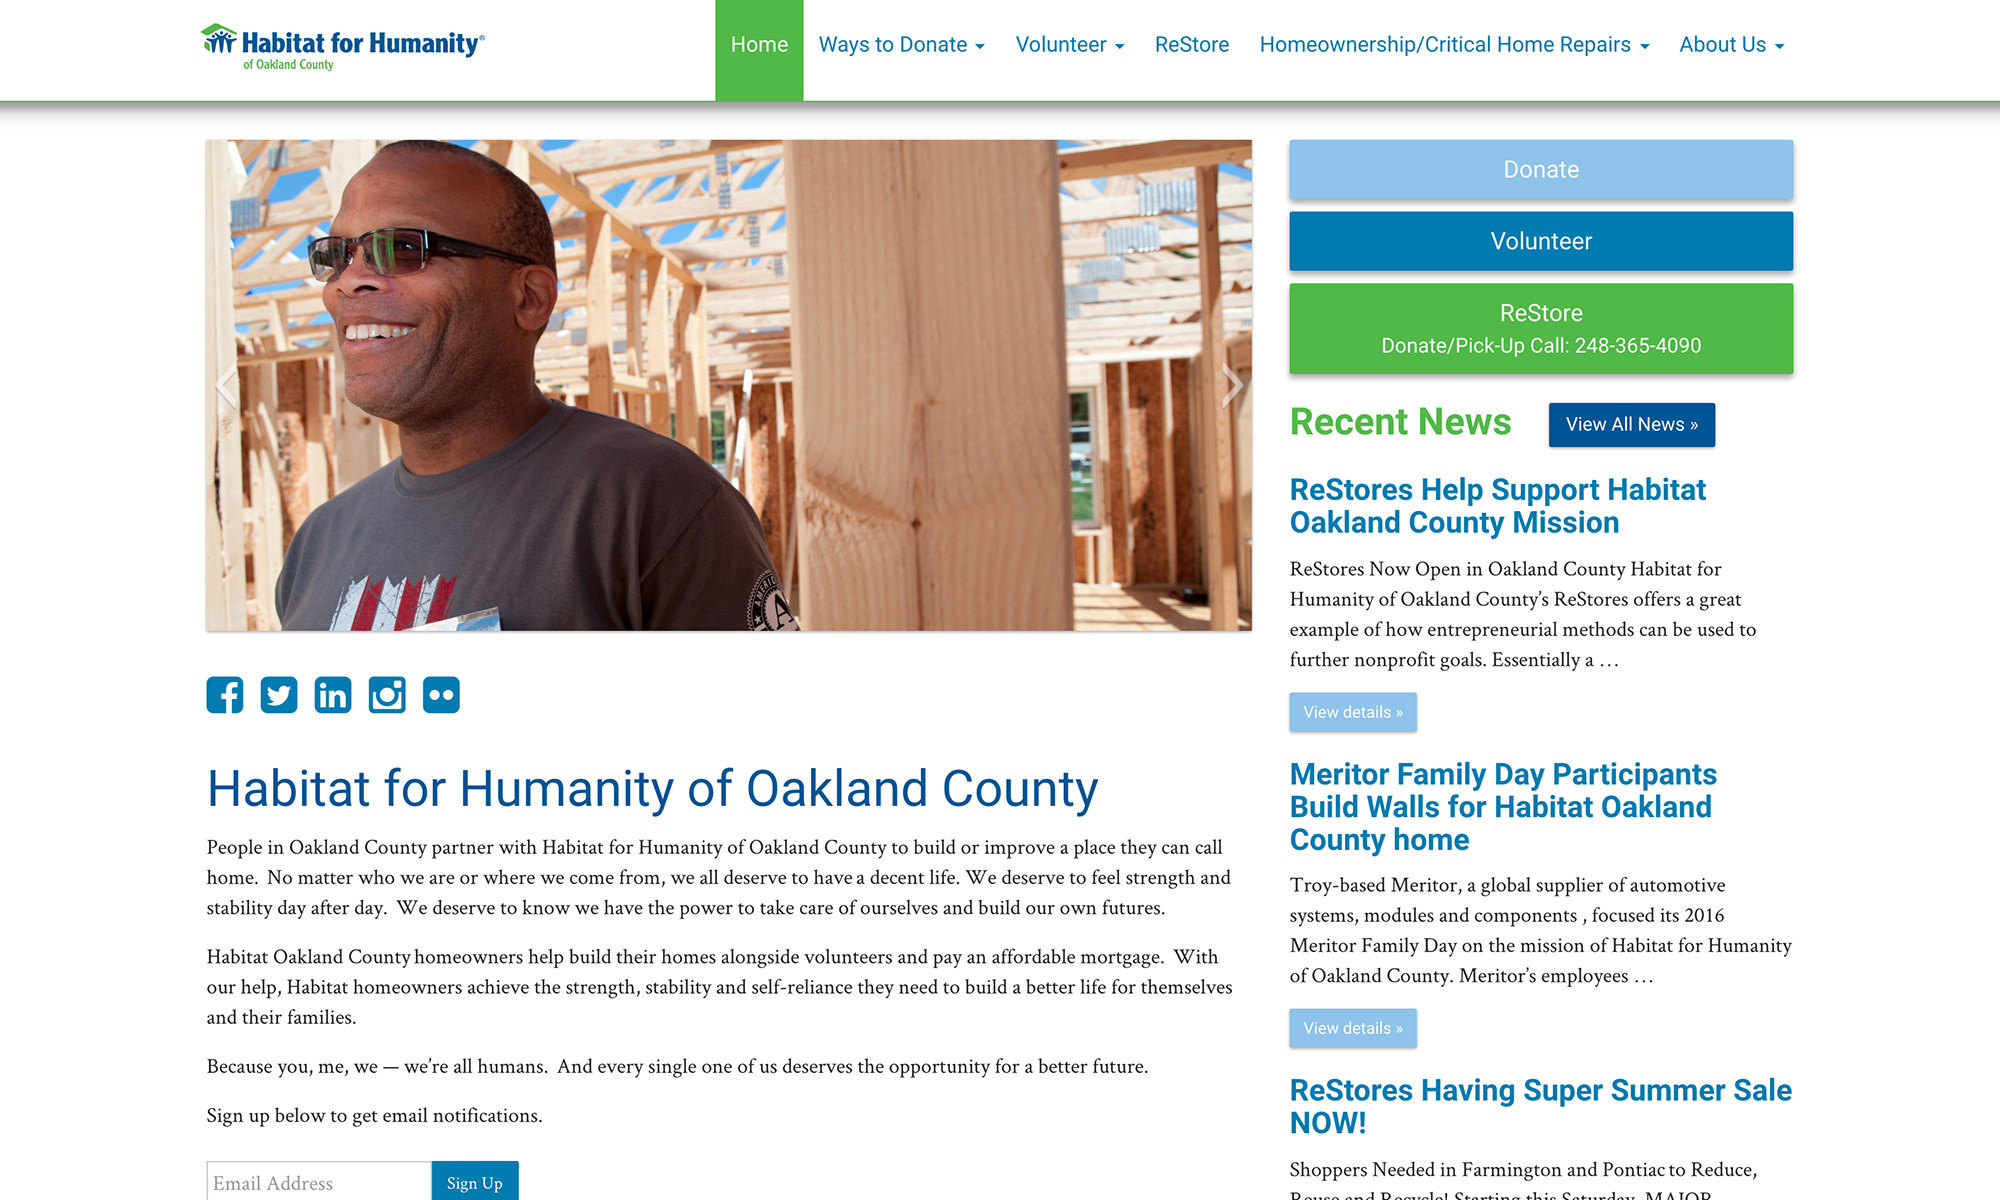 Habitat for Humanity®
of Oakland County
Home Ways to Donate Volunteer ReStore Homeownership/Critical Home Repairs About Us
Donate
Volunteer
ReStore
Donate/Pick-Up Call: 248-365-4090
Recent News View All News »
ReStores Help Support Habitat
Oakland County Mission
ReStores Now Open in Oakland County Habitat for
Humanity of Oakland County’s ReStores offers a great
example of how entrepreneurial methods can be used to
further nonprofit goals. Essentially a …
View details »
Meritor Family Day Participants
Build Walls for Habitat Oakland
County home
Troy-based Meritor, a global supplier of automotive
systems, modules and components , focused its 2016
Meritor Family Day on the mission of Habitat for Humanity
of Oakland County. Meritor’s employees …
View details »
ReStores Having Super Summer Sale
NOW!
Shoppers Needed in Farmington and Pontiac to Reduce,
Reuse and Recycle! Starting this Saturday, MAJOR
Habitat for Humanity of Oakland County
People in Oakland County partner with Habitat for Humanity of Oakland County to build or improve a place they can call
home.  No matter who we are or where we come from, we all deserve to have a decent life. We deserve to feel strength and
stability day after day.  We deserve to know we have the power to take care of ourselves and build our own futures.
Habitat Oakland County homeowners help build their homes alongside volunteers and pay an affordable mortgage.  With
our help, Habitat homeowners achieve the strength, stability and self-reliance they need to build a better life for themselves
and their families.
Because you, me, we — we’re all humans.  And every single one of us deserves the opportunity for a better future.
Sign up below to get email notifications.
Email Address Sign Up